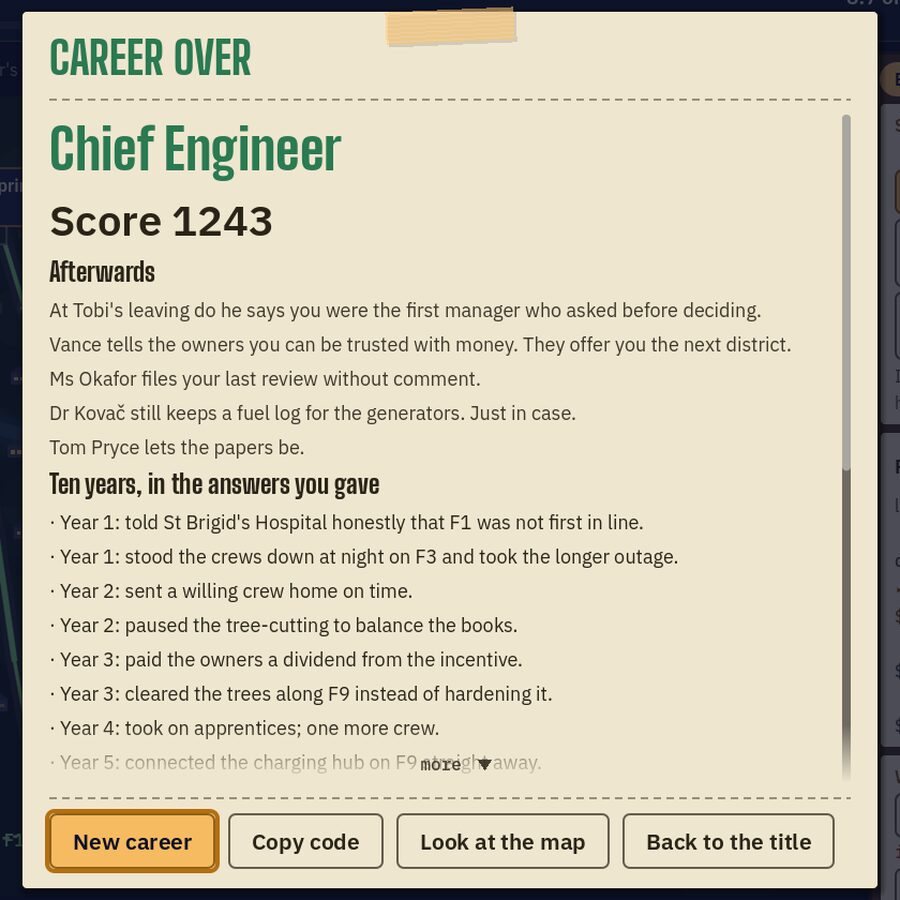 CAREER OVER
Chief Engineer
Score 1243
Afterwards
At Tobi's leaving do he says you were the first manager who asked before deciding.
Vance tells the owners you can be trusted with money. They offer you the next district.
Ms Okafor files your last review without comment.
Dr Kovač still keeps a fuel log for the generators. Just in case.
Tom Pryce lets the papers be.
Ten years, in the answers you gave
· Year 1: told St Brigid's Hospital honestly that F1 was not first in line.
· Year 1: stood the crews down at night on F3 and took the longer outage.
· Year 2: sent a willing crew home on time.
· Year 2: paused the tree-cutting to balance the books.
· Year 3: paid the owners a dividend from the incentive.
· Year 3: cleared the trees along F9 instead of hardening it.
· Year 4: took on apprentices; one more crew.
· Year 5: connected the charging hub on F9 straight away.
more ▼
New career
Copy code
Look at the map
Back to the title